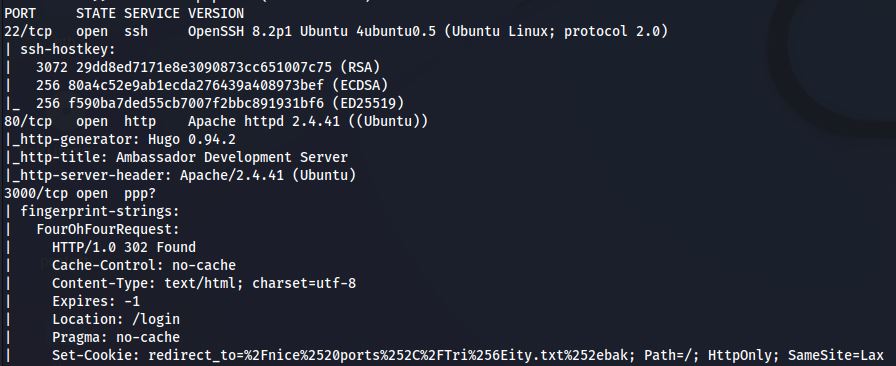 PORT     STATE SERVICE VERSION
22/tcp   open  ssh     OpenSSH 8.2p1 Ubuntu 4ubuntu0.5 (Ubuntu Linux; protocol 2.0)
| ssh-hostkey:
|   3072 29dd8ed7171e8e3090873cc651007c75 (RSA)
|   256 80a4c52e9ab1ecda276439a408973bef (ECDSA)
|_  256 f590ba7ded55cb7007f2bbc891931bf6 (ED25519)
80/tcp   open  http    Apache httpd 2.4.41 ((Ubuntu))
|_http-generator: Hugo 0.94.2
|_http-title: Ambassador Development Server
|_http-server-header: Apache/2.4.41 (Ubuntu)
3000/tcp open  ppp?
| fingerprint-strings:
|   FourOhFourRequest:
|     HTTP/1.0 302 Found
|     Cache-Control: no-cache
|     Content-Type: text/html; charset=utf-8
|     Expires: -1
|     Location: /login
|     Pragma: no-cache
|     Set-Cookie: redirect_to=%2Fnice%2520ports%252C%2FTri%256Eity.txt%252ebak; Path=/; HttpOnly; SameSite=Lax